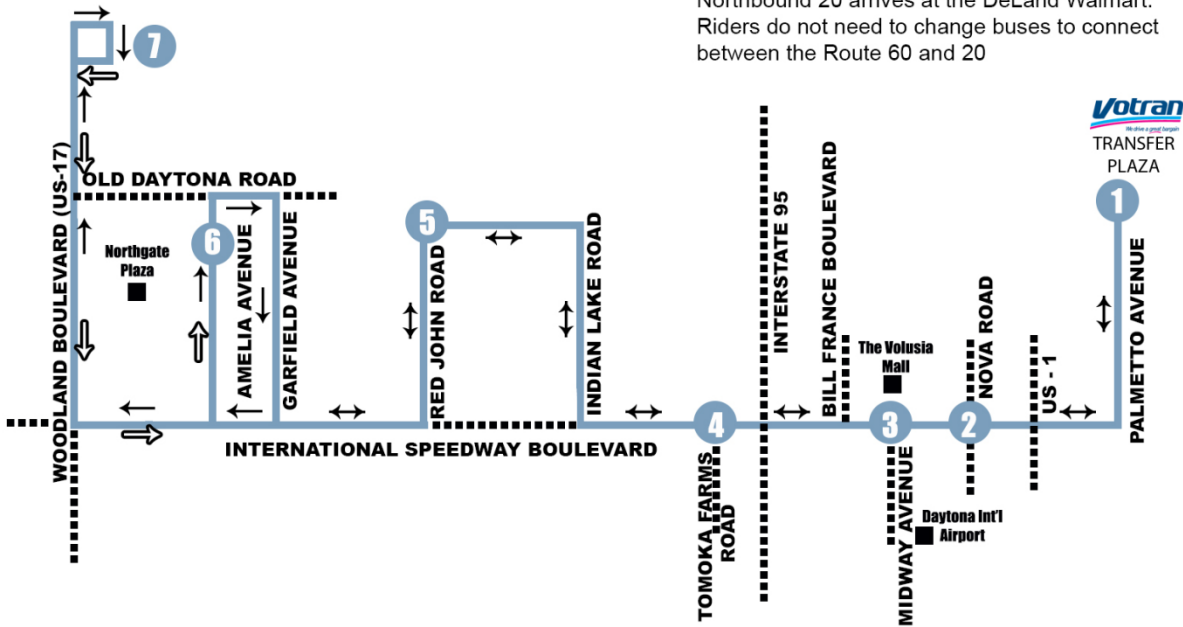 Northbound 20 arrives at the DeLand Walmart.
Riders do not need to change buses to connect
between the Route 60 and 20
Votran
We drive a great bargain
TRANSFER
PLAZA
1
7
WOODLAND BOULEVARD (US-17)
OLD DAYTONA ROAD
Northgate
Plaza
6
AMELIA AVENUE
GARFIELD AVENUE
5
RED JOHN ROAD
INDIAN LAKE ROAD
INTERSTATE 95
BILL FRANCE BOULEVARD
The Volusia
Mall
NOVA ROAD
US - 1
PALMETTO AVENUE
4
3
2
INTERNATIONAL SPEEDWAY BOULEVARD
TOMOKA FARMS
ROAD
MIDWAY AVENUE
Daytona Int'l
Airport